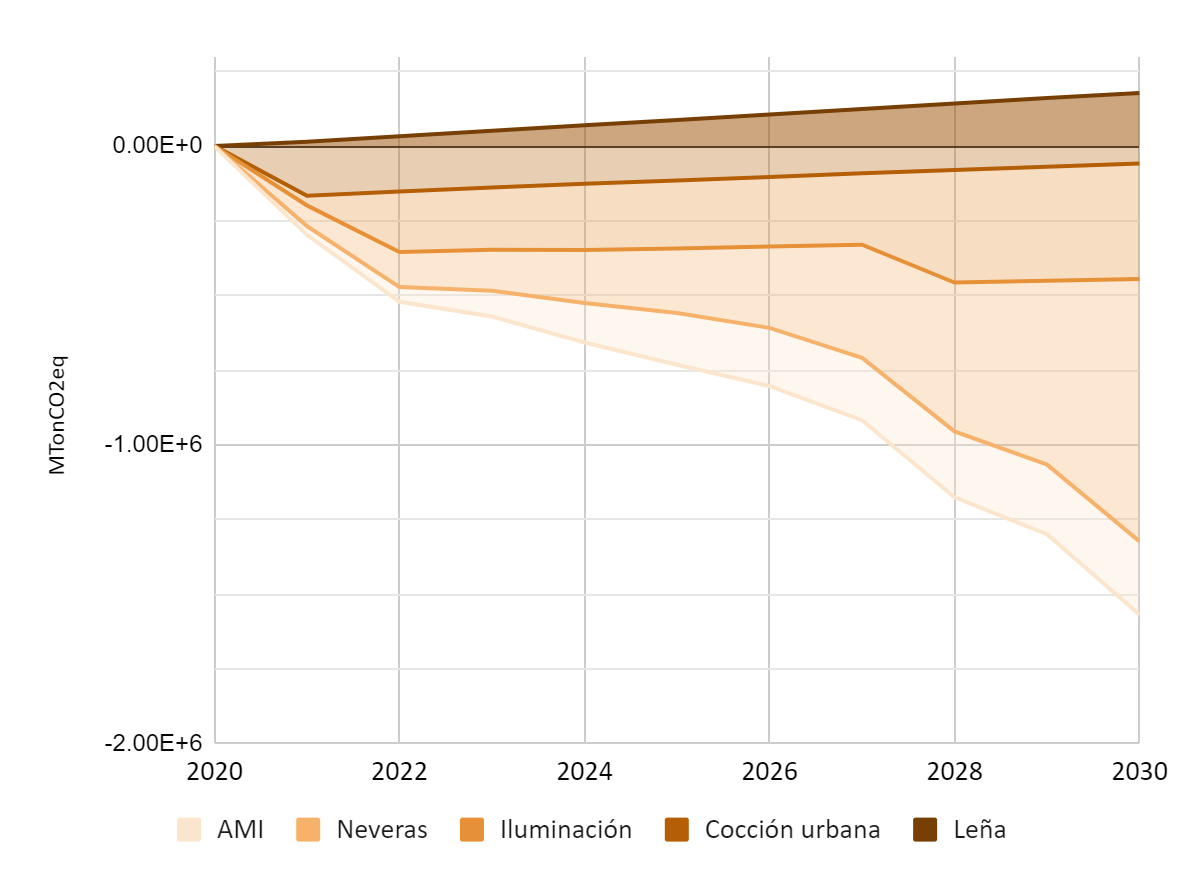 0.00E+0
MTonCO2eq
-1.00E+6
-2.00E+6
2020 2022 2024 2026 2028 2030
AMI Neveras Iluminación Cocción urbana Leña